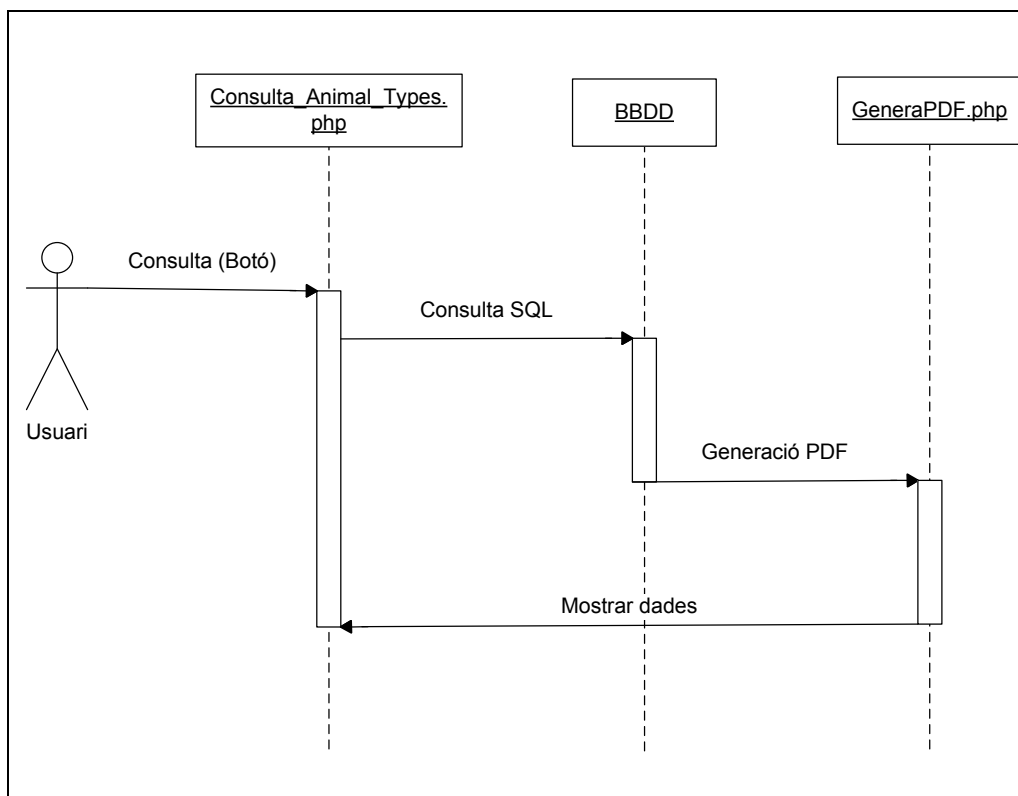 Consulta_Animal_Types.
php
BBDD
GeneraPDF.php
Consulta (Botó)
Consulta SQL
Usuari
Generació PDF
Mostrar dades